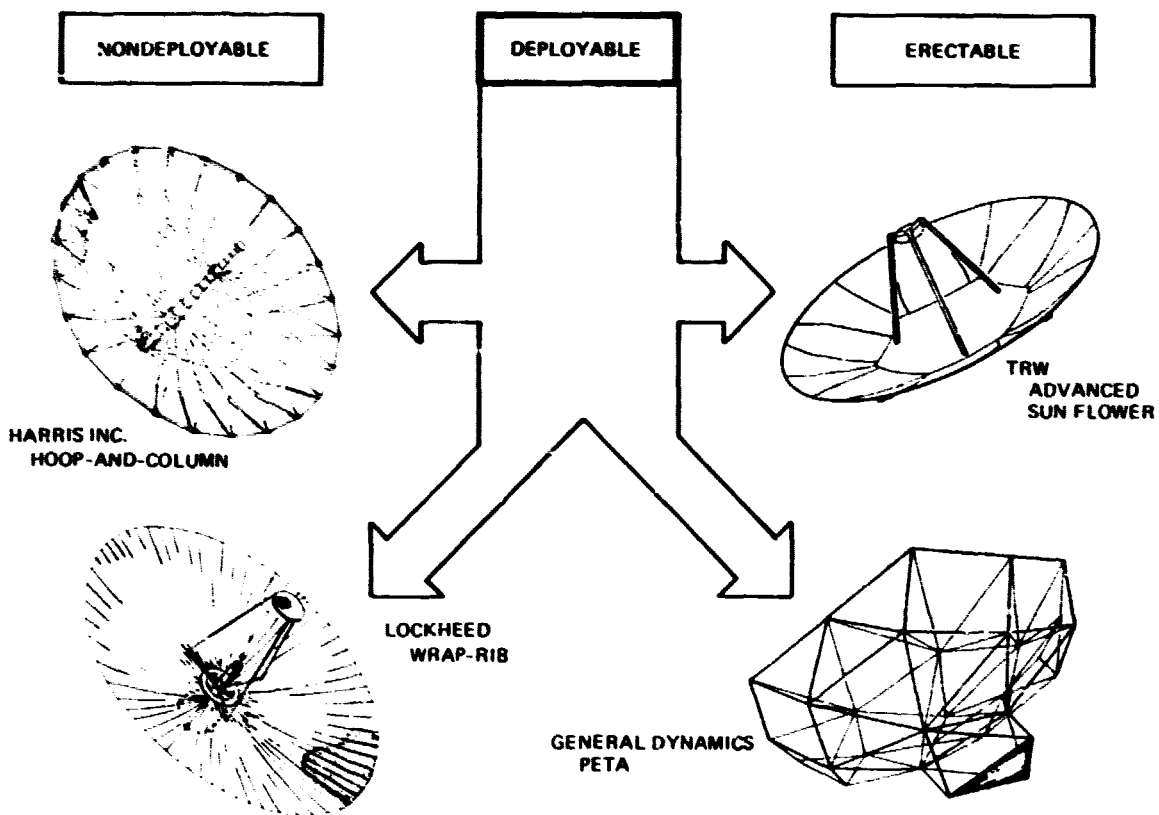 NONDEPLOYABLE
DEPLOYABLE
ERECTABLE
HARRIS INC.
HOOP-AND-COLUMN
TRW
ADVANCED
SUN FLOWER
LOCKHEED
WRAP-RIB
GENERAL DYNAMICS
PETA